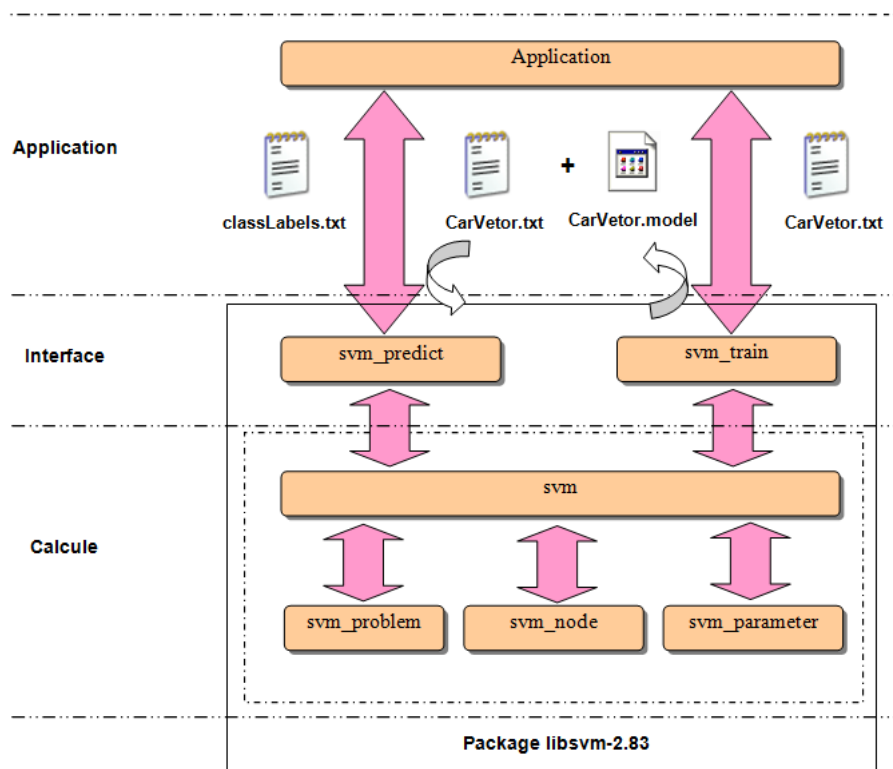 Application
Application
classLabels.txt
CarVetor.txt
+
CarVetor.model
CarVetor.txt
Interface
svm_predict
svm_train
svm
Calcule
svm_problem
svm_node
svm_parameter
Package libsvm-2.83